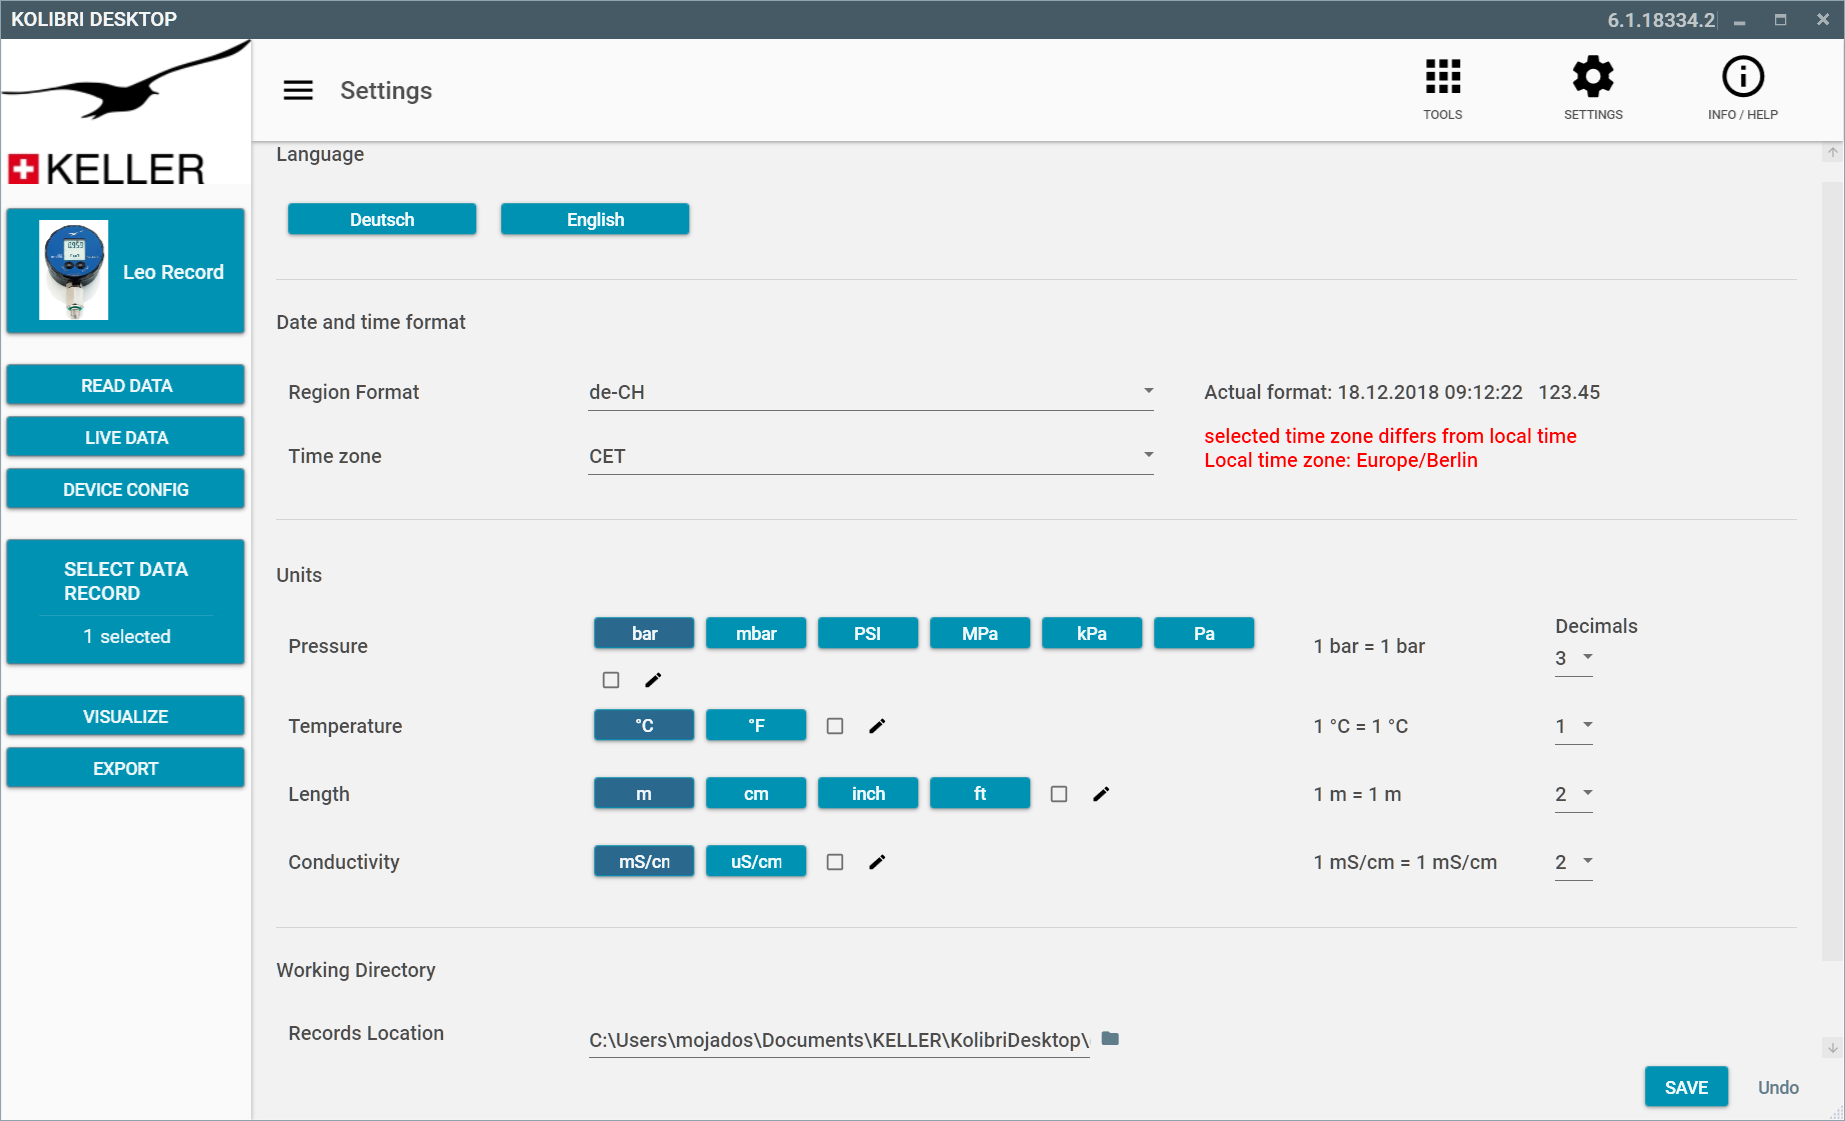 KOLIBRI DESKTOP
6.1.18334.2
KELLER
Settings
TOOLS
SETTINGS
INFO / HELP
Leo Record
READ DATA
LIVE DATA
DEVICE CONFIG
SELECT DATA
RECORD
1 selected
VISUALIZE
EXPORT
Language
Deutsch
English
Date and time format
Region Format
de-CH
Actual format: 18.12.2018 09:12:22 123.45
Time zone
CET
selected time zone differs from local time
Local time zone: Europe/Berlin
Units
Decimals
Pressure
bar
mbar
PSI
MPa
kPa
Pa
1 bar = 1 bar
3
Temperature
°C
°F
1 °C = 1 °C
1
Length
m
cm
inch
ft
1 m = 1 m
2
Conductivity
mS/cm
uS/cm
1 mS/cm = 1 mS/cm
2
Working Directory
Records Location
C:\Users\mojados\Documents\KELLER\KolibriDesktop\
SAVE
Undo